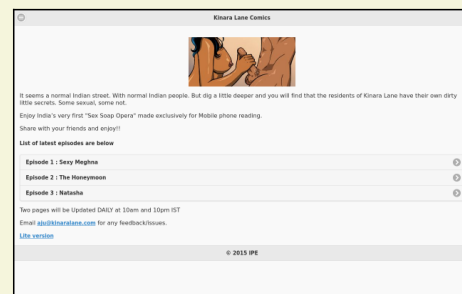 Kinara Lane Comics
It seems a normal Indian street. With normal Indian people. But dig a little deeper and you will find that the residents of Kinara Lane have their own dirty
little secrets. Some sexual, some not.
Enjoy India's very first "Sex Soap Opera" made exclusively for Mobile phone reading.
Share with your friends and enjoy!!
List of latest episodes are below
Episode 1 : Sexy Meghna
Episode 2 : The Honeymoon
Episode 3 : Natasha
Two pages will be Updated DAILY at 10am and 10pm IST
Email aju@kinaralane.com for any feedback/issues.
Lite version
© 2015 IPE